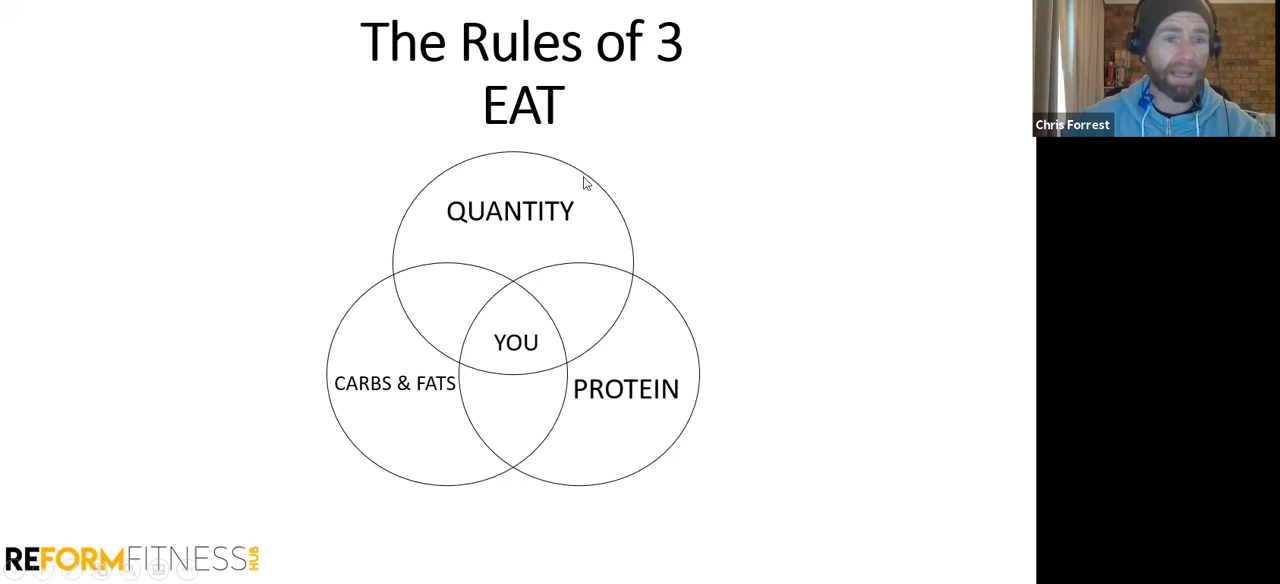 The Rules of 3
EAT
Chris Forrest
QUANTITY
YOU
CARBS & FATS
PROTEIN
REFORMFITNESS HUB